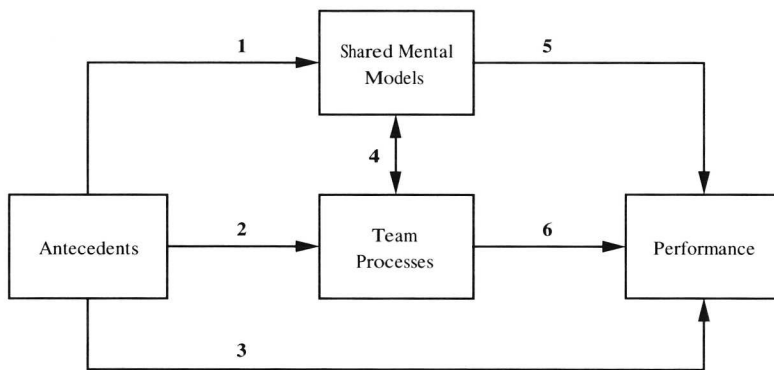 1
Shared Mental
Models
5
4
Antecedents
2
Team
Processes
6
Performance
3